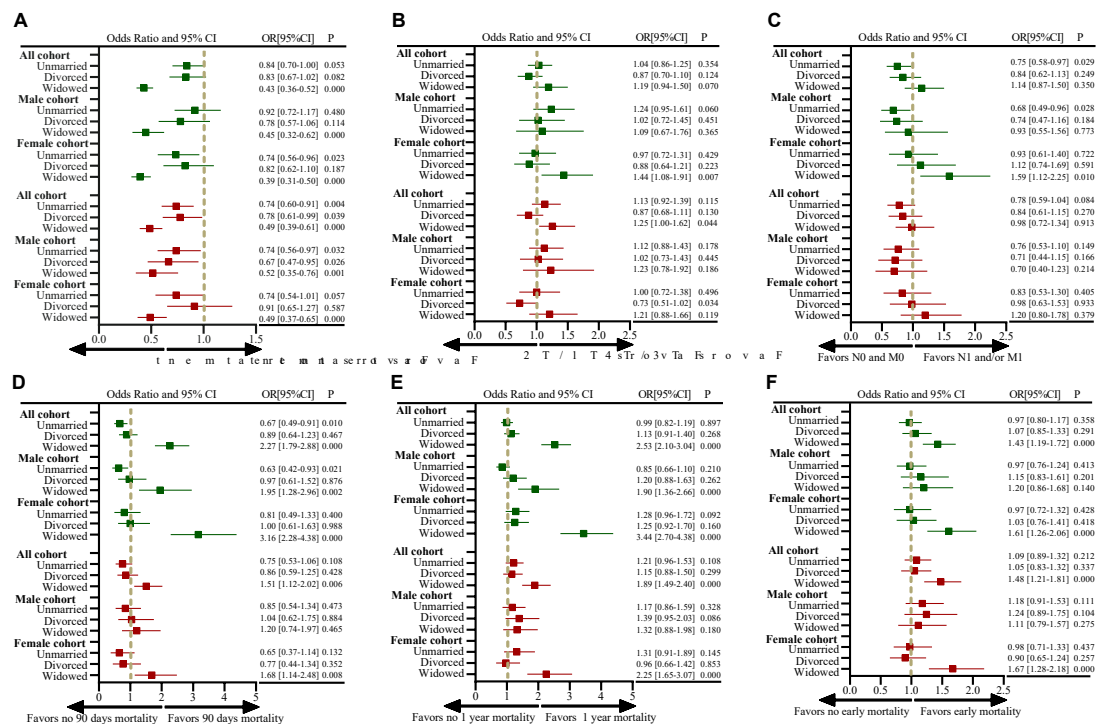 A
Odds Ratio and 95% CI OR[95%CI] P
All cohort
Unmarried 0.84 [0.70-1.00] 0.053
Divorced 0.83 [0.67-1.02] 0.082
Widowed 0.43 [0.36-0.52] 0.000
Male cohort
Unmarried 0.92 [0.72-1.17] 0.480
Divorced 0.78 [0.57-1.06] 0.114
Widowed 0.45 [0.32-0.62] 0.000
Female cohort
Unmarried 0.74 [0.56-0.96] 0.023
Divorced 0.82 [0.62-1.10] 0.187
Widowed 0.39 [0.31-0.50] 0.000
All cohort
Unmarried 0.74 [0.60-0.91] 0.004
Divorced 0.78 [0.61-0.99] 0.039
Widowed 0.49 [0.39-0.61] 0.000
Male cohort
Unmarried 0.74 [0.56-0.97] 0.032
Divorced 0.67 [0.47-0.95] 0.026
Widowed 0.52 [0.35-0.76] 0.001
Female cohort
Unmarried 0.74 [0.54-1.01] 0.057
Divorced 0.91 [0.65-1.27] 0.587
Widowed 0.49 [0.37-0.65] 0.000
0.0 0.5 1.0 1.5
B
Odds Ratio and 95% CI OR[95%CI] P
All cohort
Unmarried 1.04 [0.86-1.25] 0.354
Divorced 0.87 [0.70-1.10] 0.124
Widowed 1.19 [0.94-1.50] 0.070
Male cohort
Unmarried 1.24 [0.95-1.61] 0.060
Divorced 1.02 [0.72-1.45] 0.451
Widowed 1.09 [0.67-1.76] 0.365
Female cohort
Unmarried 0.97 [0.72-1.31] 0.429
Divorced 0.88 [0.64-1.21] 0.223
Widowed 1.44 [1.08-1.91] 0.007
All cohort
Unmarried 1.13 [0.92-1.39] 0.115
Divorced 0.87 [0.68-1.11] 0.130
Widowed 1.25 [1.00-1.62] 0.044
Male cohort
Unmarried 1.12 [0.88-1.43] 0.178
Divorced 1.02 [0.73-1.43] 0.445
Widowed 1.23 [0.78-1.92] 0.186
Female cohort
Unmarried 1.00 [0.72-1.38] 0.496
Divorced 0.73 [0.51-1.02] 0.034
Widowed 1.21 [0.88-1.66] 0.119
0.0 0.5 1.0 1.5 2.0 2.5
C
Odds Ratio and 95% CI OR[95%CI] P
All cohort
Unmarried 0.75 [0.58-0.97] 0.029
Divorced 0.84 [0.62-1.13] 0.249
Widowed 1.14 [0.87-1.50] 0.350
Male cohort
Unmarried 0.68 [0.49-0.96] 0.028
Divorced 0.74 [0.47-1.16] 0.184
Widowed 0.93 [0.55-1.56] 0.773
Female cohort
Unmarried 0.93 [0.61-1.40] 0.722
Divorced 1.12 [0.74-1.69] 0.591
Widowed 1.59 [1.12-2.25] 0.010
All cohort
Unmarried 0.78 [0.59-1.04] 0.084
Divorced 0.84 [0.61-1.15] 0.270
Widowed 0.98 [0.72-1.34] 0.913
Male cohort
Unmarried 0.76 [0.53-1.10] 0.149
Divorced 0.71 [0.44-1.15] 0.166
Widowed 0.70 [0.40-1.23] 0.214
Female cohort
Unmarried 0.83 [0.53-1.30] 0.405
Divorced 0.98 [0.63-1.53] 0.933
Widowed 1.20 [0.80-1.78] 0.379
0.0 0.5 1.0 1.5 2.0 2.5
Favors N0 and M0 Favors N1 and/or M1
D
Odds Ratio and 95% CI OR[95%CI] P
All cohort
Unmarried 0.67 [0.49-0.91] 0.010
Divorced 0.89 [0.64-1.23] 0.467
Widowed 2.27 [1.79-2.88] 0.000
Male cohort
Unmarried 0.63 [0.42-0.93] 0.021
Divorced 0.97 [0.61-1.52] 0.876
Widowed 1.95 [1.28-2.96] 0.002
Female cohort
Unmarried 0.81 [0.49-1.33] 0.400
Divorced 1.00 [0.61-1.63] 0.988
Widowed 3.16 [2.28-4.38] 0.000
All cohort
Unmarried 0.75 [0.53-1.06] 0.108
Divorced 0.86 [0.59-1.25] 0.428
Widowed 1.51 [1.12-2.02] 0.006
Male cohort
Unmarried 0.85 [0.54-1.34] 0.473
Divorced 1.04 [0.62-1.75] 0.884
Widowed 1.20 [0.74-1.97] 0.465
Female cohort
Unmarried 0.65 [0.37-1.14] 0.132
Divorced 0.77 [0.44-1.34] 0.352
Widowed 1.68 [1.14-2.48] 0.008
0 1 2 3 4 5
Favors no 90 days mortality Favors 90 days mortality
E
Odds Ratio and 95% CI OR[95%CI] P
All cohort
Unmarried 0.99 [0.82-1.19] 0.897
Divorced 1.13 [0.91-1.40] 0.268
Widowed 2.53 [2.10-3.04] 0.000
Male cohort
Unmarried 0.85 [0.66-1.10] 0.210
Divorced 1.20 [0.88-1.63] 0.262
Widowed 1.90 [1.36-2.66] 0.000
Female cohort
Unmarried 1.28 [0.96-1.72] 0.092
Divorced 1.25 [0.92-1.70] 0.160
Widowed 3.44 [2.70-4.38] 0.000
All cohort
Unmarried 1.21 [0.96-1.53] 0.108
Divorced 1.15 [0.88-1.50] 0.299
Widowed 1.89 [1.49-2.40] 0.000
Male cohort
Unmarried 1.17 [0.86-1.59] 0.328
Divorced 1.39 [0.95-2.03] 0.086
Widowed 1.32 [0.88-1.98] 0.180
Female cohort
Unmarried 1.31 [0.91-1.89] 0.145
Divorced 0.96 [0.66-1.42] 0.853
Widowed 2.25 [1.65-3.07] 0.000
0 1 2 3 4 5
Favors no 1 year mortality Favors 1 year mortality
F
Odds Ratio and 95% CI OR[95%CI] P
All cohort
Unmarried 0.97 [0.80-1.17] 0.358
Divorced 1.07 [0.85-1.33] 0.291
Widowed 1.43 [1.19-1.72] 0.000
Male cohort
Unmarried 0.97 [0.76-1.24] 0.413
Divorced 1.15 [0.83-1.61] 0.201
Widowed 1.20 [0.86-1.68] 0.140
Female cohort
Unmarried 0.97 [0.72-1.32] 0.428
Divorced 1.03 [0.76-1.41] 0.418
Widowed 1.61 [1.26-2.06] 0.000
All cohort
Unmarried 1.09 [0.89-1.32] 0.212
Divorced 1.05 [0.83-1.32] 0.337
Widowed 1.48 [1.21-1.81] 0.000
Male cohort
Unmarried 1.18 [0.91-1.53] 0.111
Divorced 1.24 [0.89-1.75] 0.104
Widowed 1.11 [0.79-1.57] 0.275
Female cohort
Unmarried 0.98 [0.71-1.33] 0.437
Divorced 0.90 [0.65-1.24] 0.257
Widowed 1.67 [1.28-2.18] 0.000
0.0 0.5 1.0 1.5 2.0 2.5
Favors no early mortality Favors early mortality